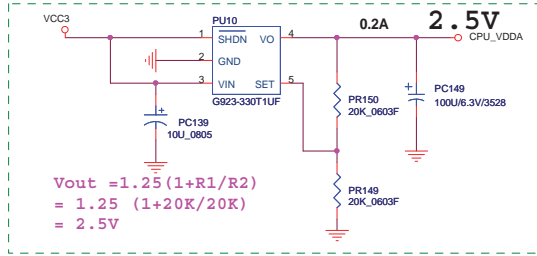 VCC3
PU10
0.2A
2.5V
CPU_VDDA
1
SHDN
VO
4
2
GND
3
VIN
SET
5
G923-330T1UF
+
PC139
10U_0805
PR150
20K_0603F
+
PC149
100U/6.3V/3528
PR149
20K_0603F
Vout =1.25(1+R1/R2)
= 1.25 (1+20K/20K)
= 2.5V